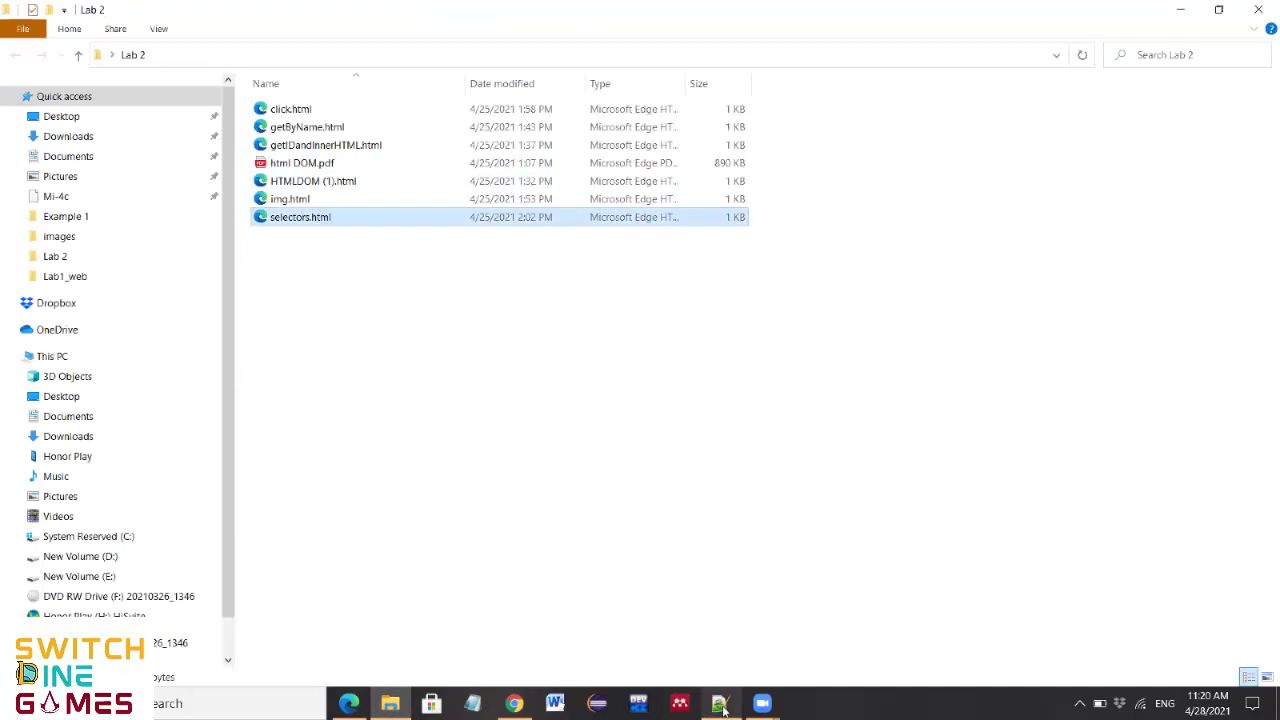 Lab 2
File Home Share View
Lab 2
Search Lab 2
Name Date modified Type Size
Quick access
click.html 4/25/2021 1:58 PM Microsoft Edge HT... 1 KB
getByName.html 4/25/2021 1:43 PM Microsoft Edge HT... 1 KB
getIDandInnerHTML.html 4/25/2021 1:37 PM Microsoft Edge HT... 1 KB
html DOM.pdf 4/25/2021 1:07 PM Microsoft Edge PD... 890 KB
HTMLDOM (1).html 4/25/2021 1:32 PM Microsoft Edge HT... 1 KB
img.html 4/25/2021 1:53 PM Microsoft Edge HT... 1 KB
selectors.html 4/25/2021 2:02 PM Microsoft Edge HT... 1 KB
Desktop
Downloads
Documents
Pictures
Mi-4c
Example 1
images
Lab 2
Lab1_web
Dropbox
OneDrive
This PC
3D Objects
Desktop
Documents
Downloads
Honor Play
Music
Pictures
Videos
System Reserved (C:)
New Volume (D:)
New Volume (E:)
DVD RW Drive (F:) 20210326_1346
Honor Play (H:) HiSuite
26_1346
bytes
SWITCH
DINE
GAMES
earch
DEV
ENG
11:20 AM
4/28/2021